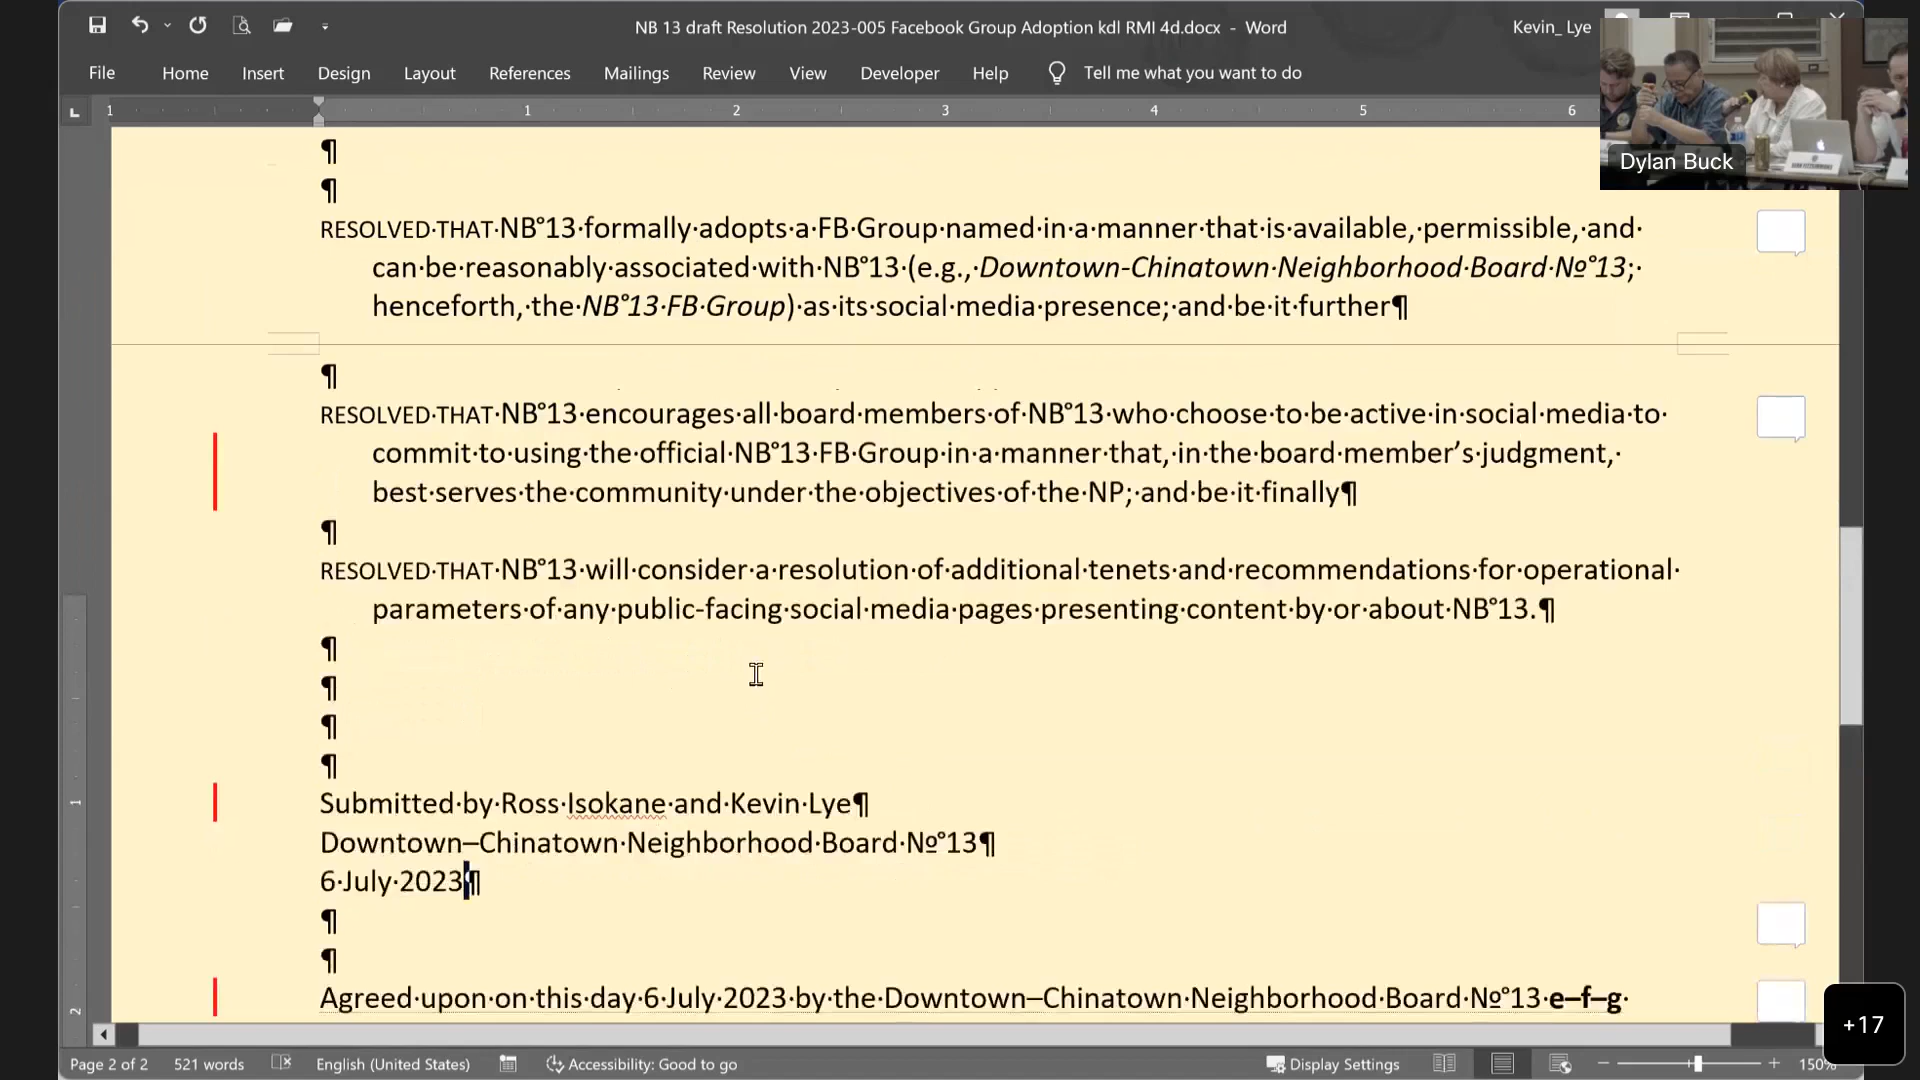 NB 13 draft Resolution 2023-005 Facebook Group Adoption kdl RMI 4d.docx - Word
Kevin_ Lye
File Home Insert Design Layout References Mailings Review View Developer Help Tell me what you want to do
Dylan Buck
1 1 2 3 4 5 6
¶
¶
RESOLVED·THAT·NB°13·formally·adopts·a·FB·Group·named·in·a·manner·that·is·available,·permissible,·and·
can·be·reasonably·associated·with·NB°13·(e.g.,·Downtown-Chinatown·Neighborhood·Board·№°13;·
henceforth,·the·NB°13·FB·Group)·as·its·social·media·presence;·and·be·it·further¶
¶
RESOLVED·THAT·NB°13·encourages·all·board·members·of·NB°13·who·choose·to·be·active·in·social·media·to·
commit·to·using·the·official·NB°13·FB·Group·in·a·manner·that,·in·the·board·member’s·judgment,·
best·serves·the·community·under·the·objectives·of·the·NP;·and·be·it·finally¶
¶
RESOLVED·THAT·NB°13·will·consider·a·resolution·of·additional·tenets·and·recommendations·for·operational·
parameters·of·any·public-facing·social·media·pages·presenting·content·by·or·about·NB°13.¶
¶
¶
¶
¶
Submitted·by·Ross·Isokane·and·Kevin·Lye¶
Downtown–Chinatown·Neighborhood·Board·№°13¶
6·July·2023¶
¶
¶
Agreed·upon·on·this·day·6·July·2023·by·the·Downtown–Chinatown·Neighborhood·Board·№°13·e–f–g·
1
2
+17
Page 2 of 2 521 words English (United States) Accessibility: Good to go Display Settings 150%